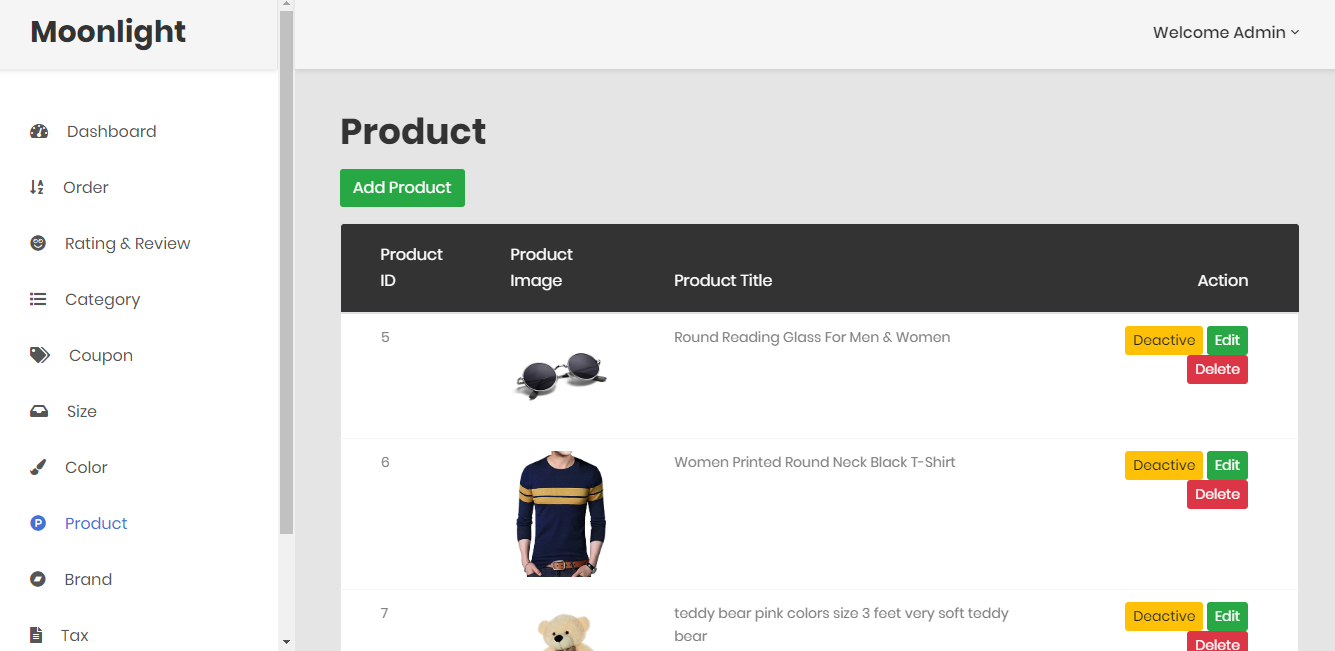 Moonlight
Welcome Admin
Dashboard
Order
Rating & Review
Category
Coupon
Size
Color
P Product
Brand
Tax
Product
Add Product
Product ID
Product Image
Product Title
Action
5
Round Reading Glass For Men & Women
Deactive Edit
Delete
6
Women Printed Round Neck Black T-Shirt
Deactive Edit
Delete
7
teddy bear pink colors size 3 feet very soft teddy
bear
Deactive Edit
Delete